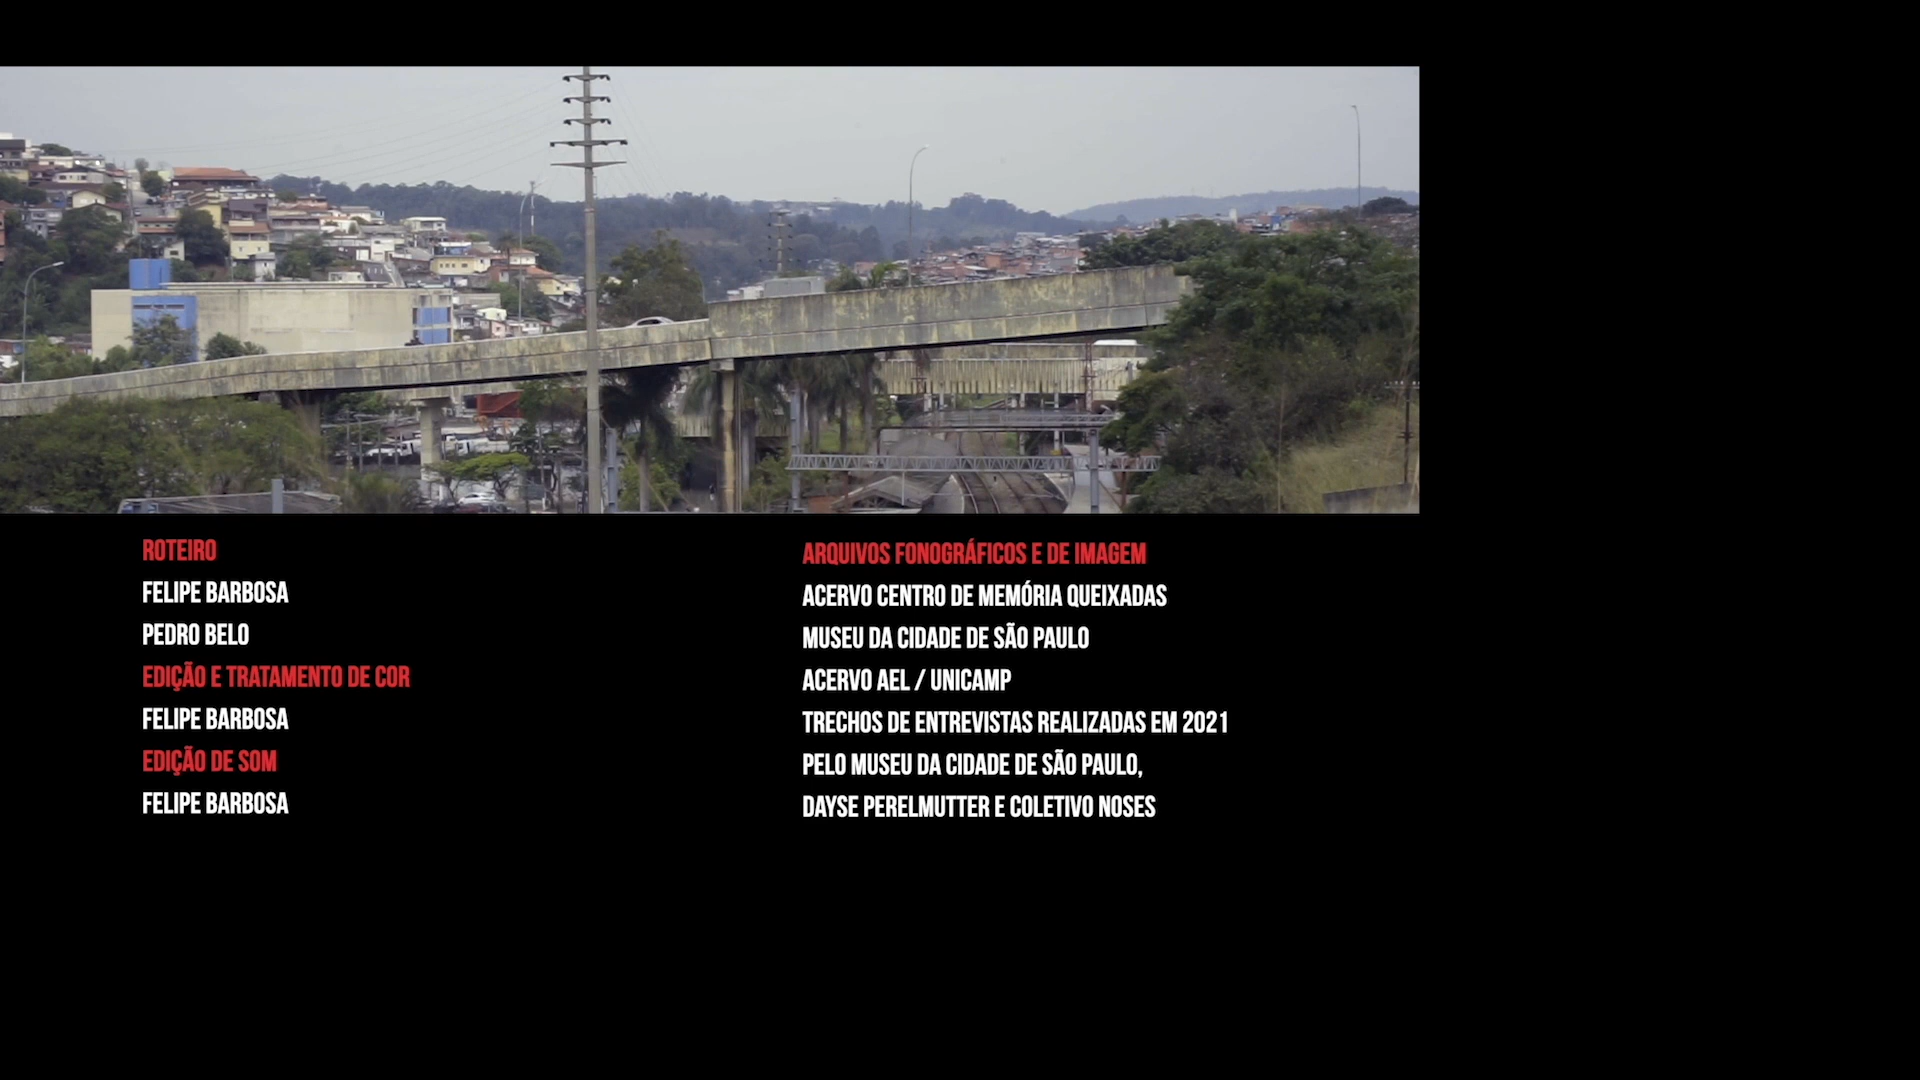 ROTEIRO
FELIPE BARBOSA
PEDRO BELO
EDIÇÃO E TRATAMENTO DE COR
FELIPE BARBOSA
EDIÇÃO DE SOM
FELIPE BARBOSA
ARQUIVOS FONOGRÁFICOS E DE IMAGEM
ACERVO CENTRO DE MEMÓRIA QUEIXADAS
MUSEU DA CIDADE DE SÃO PAULO
ACERVO AEL / UNICAMP
TRECHOS DE ENTREVISTAS REALIZADAS EM 2021
PELO MUSEU DA CIDADE DE SÃO PAULO,
DAYSE PERELMUTTER E COLETIVO NOSES